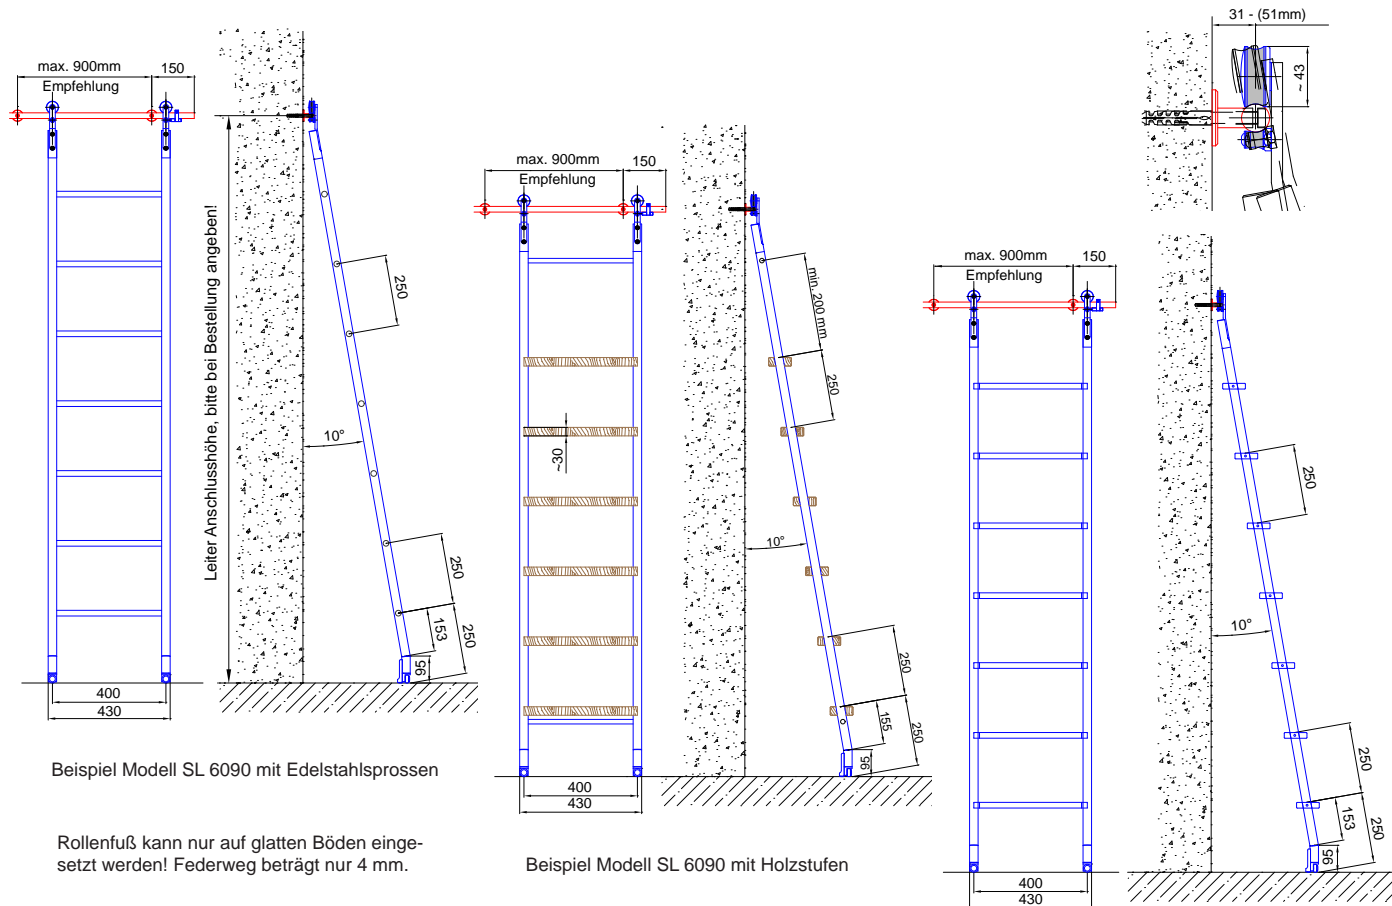 max. 900mm
150
Empfehlung
Leiter Anschlusshöhe, bitte bei Bestellung angeben!
250
10°
250
250
153
95
400
430
Beispiel Modell SL 6090 mit Edelstahlsprossen
Rollenfuß kann nur auf glatten Böden einge-
setzt werden! Federweg beträgt nur 4 mm.
max. 900mm
150
Empfehlung
~30
min. 200 mm
250
10°
250
250
155
95
400
430
Beispiel Modell SL 6090 mit Holzstufen
31 - (51mm)
~ 43
max. 900mm
150
Empfehlung
250
10°
250
250
153
95
400
430